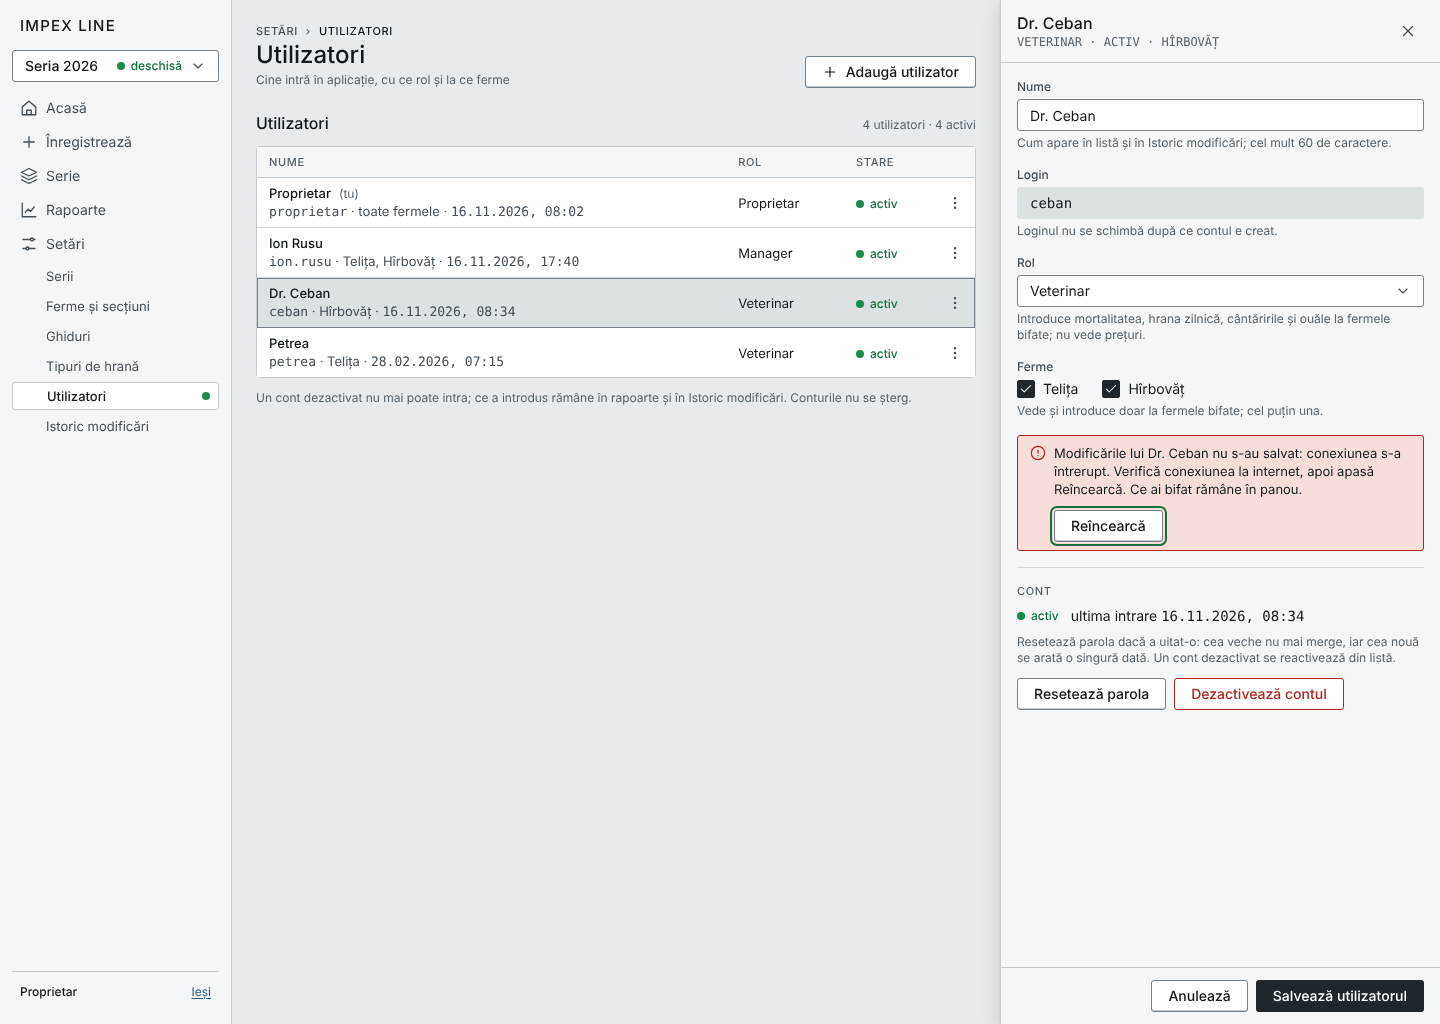 IMPEX LINE
Seria 2026 deschisă
Acasă
Înregistrează
Serie
Rapoarte
Setări
Serii
Ferme și secțiuni
Ghiduri
Tipuri de hrană
Utilizatori
Istoric modificări
Proprietar Ieși
SETĂRI › UTILIZATORI
Utilizatori
Cine intră în aplicație, cu ce rol și la ce ferme
Adaugă utilizator
Utilizatori
4 utilizatori · 4 activi
NUME ROL STARE
Proprietar (tu)
proprietar · toate fermele · 16.11.2026, 08:02
Proprietar activ
Ion Rusu
ion.rusu · Telița, Hîrbovăț · 16.11.2026, 17:40
Manager activ
Dr. Ceban
ceban · Hîrbovăț · 16.11.2026, 08:34
Veterinar activ
Petrea
petrea · Telița · 28.02.2026, 07:15
Veterinar activ
Un cont dezactivat nu mai poate intra; ce a introdus rămâne în rapoarte și în Istoric modificări. Conturile nu se șterg.
Dr. Ceban
VETERINAR · ACTIV · HÎRBOVĂȚ
Nume
Dr. Ceban
Cum apare în listă și în Istoric modificări; cel mult 60 de caractere.
Login
ceban
Loginul nu se schimbă după ce contul e creat.
Rol
Veterinar
Introduce mortalitatea, hrana zilnică, cântăririle și ouăle la fermele
bifate; nu vede prețuri.
Ferme
Telița Hîrbovăț
Vede și introduce doar la fermele bifate; cel puțin una.
Modificările lui Dr. Ceban nu s-au salvat: conexiunea s-a
întrerupt. Verifică conexiunea la internet, apoi apasă
Reîncearcă. Ce ai bifat rămâne în panou.
Reîncearcă
CONT
activ ultima intrare 16.11.2026, 08:34
Resetează parola dacă a uitat-o: cea veche nu mai merge, iar cea nouă
se arată o singură dată. Un cont dezactivat se reactivează din listă.
Resetează parola Dezactivează contul
Anulează Salvează utilizatorul